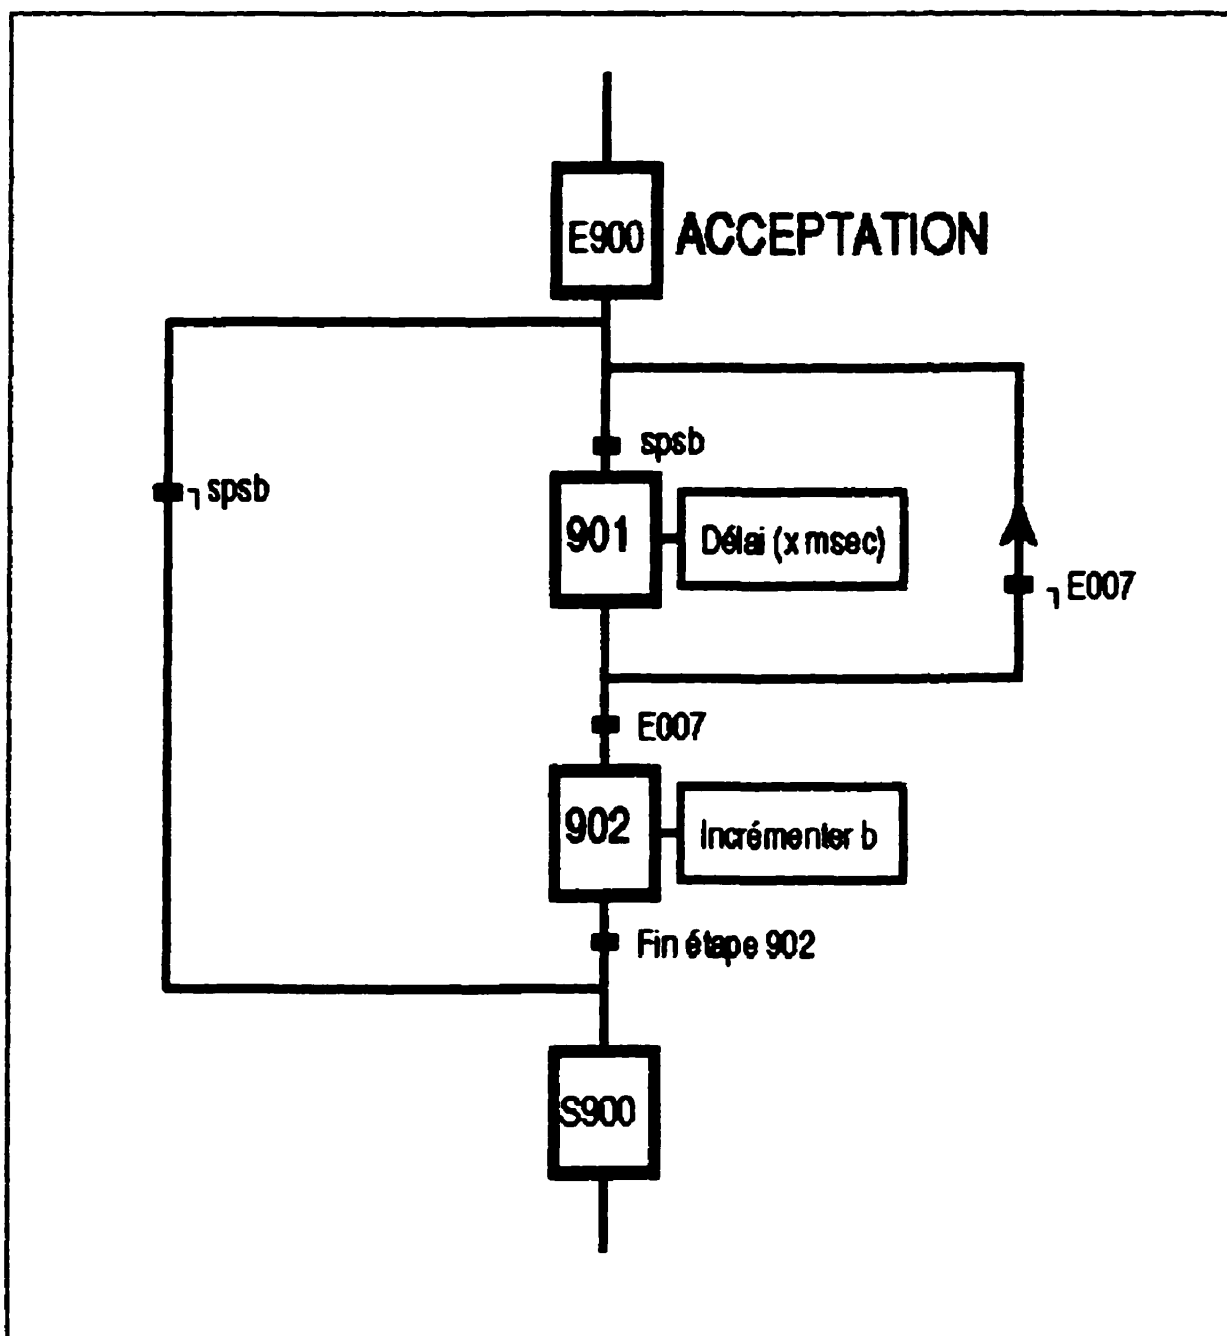 E900 ACCEPTATION
spsb
┐spsb
901 Délai (x msec)
┐E007
E007
902 Incrémenter b
Fin étape 902
S900